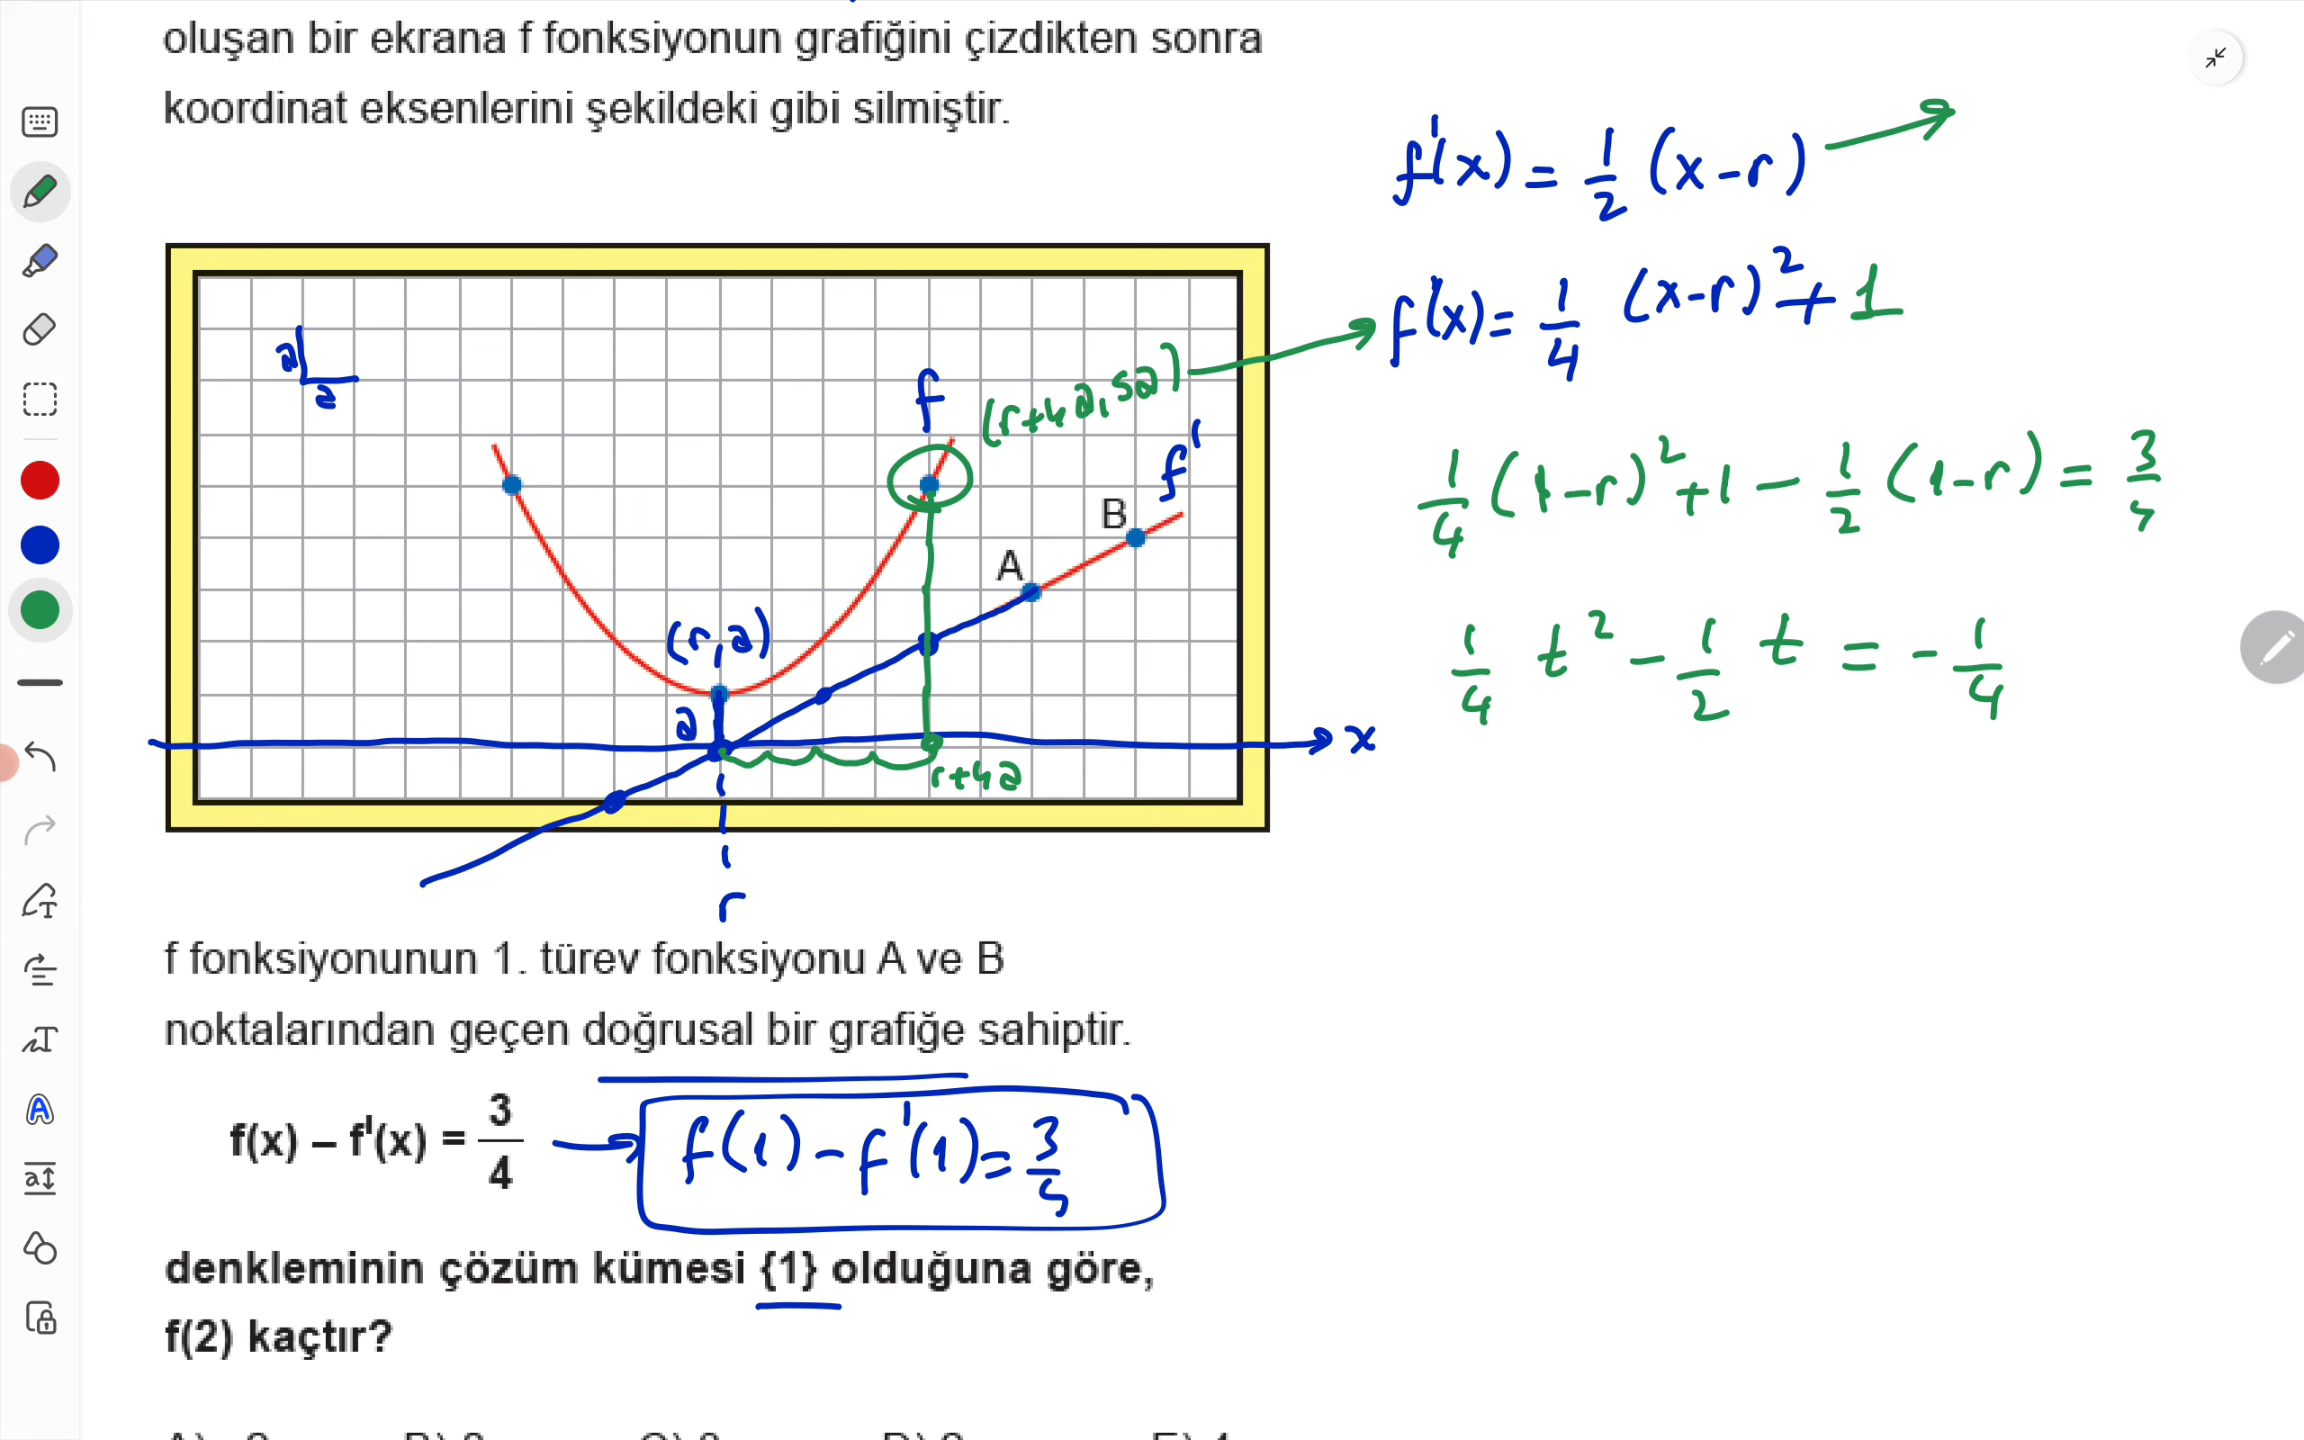 oluşan bir ekrana f fonksiyonun grafiğini çizdikten sonra
koordinat eksenlerini şekildeki gibi silmiştir.
f'(x) = 1/2 (x-r)
f(x) = 1/4 (x-r)² + 1
1/4 (1-r)² + 1 - 1/2 (1-r) = 3/4
1/4 t² - 1/2 t = -1/4
a
a
f
(r+4a, 5a)
f'
B
A
(r, a)
a
x
r+4a
r
f fonksiyonunun 1. türev fonksiyonu A ve B
noktalarından geçen doğrusal bir grafiğe sahiptir.
f(x) – f'(x) = 3/4 → f(1) - f'(1) = 3/4
denkleminin çözüm kümesi {1} olduğuna göre,
f(2) kaçtır?